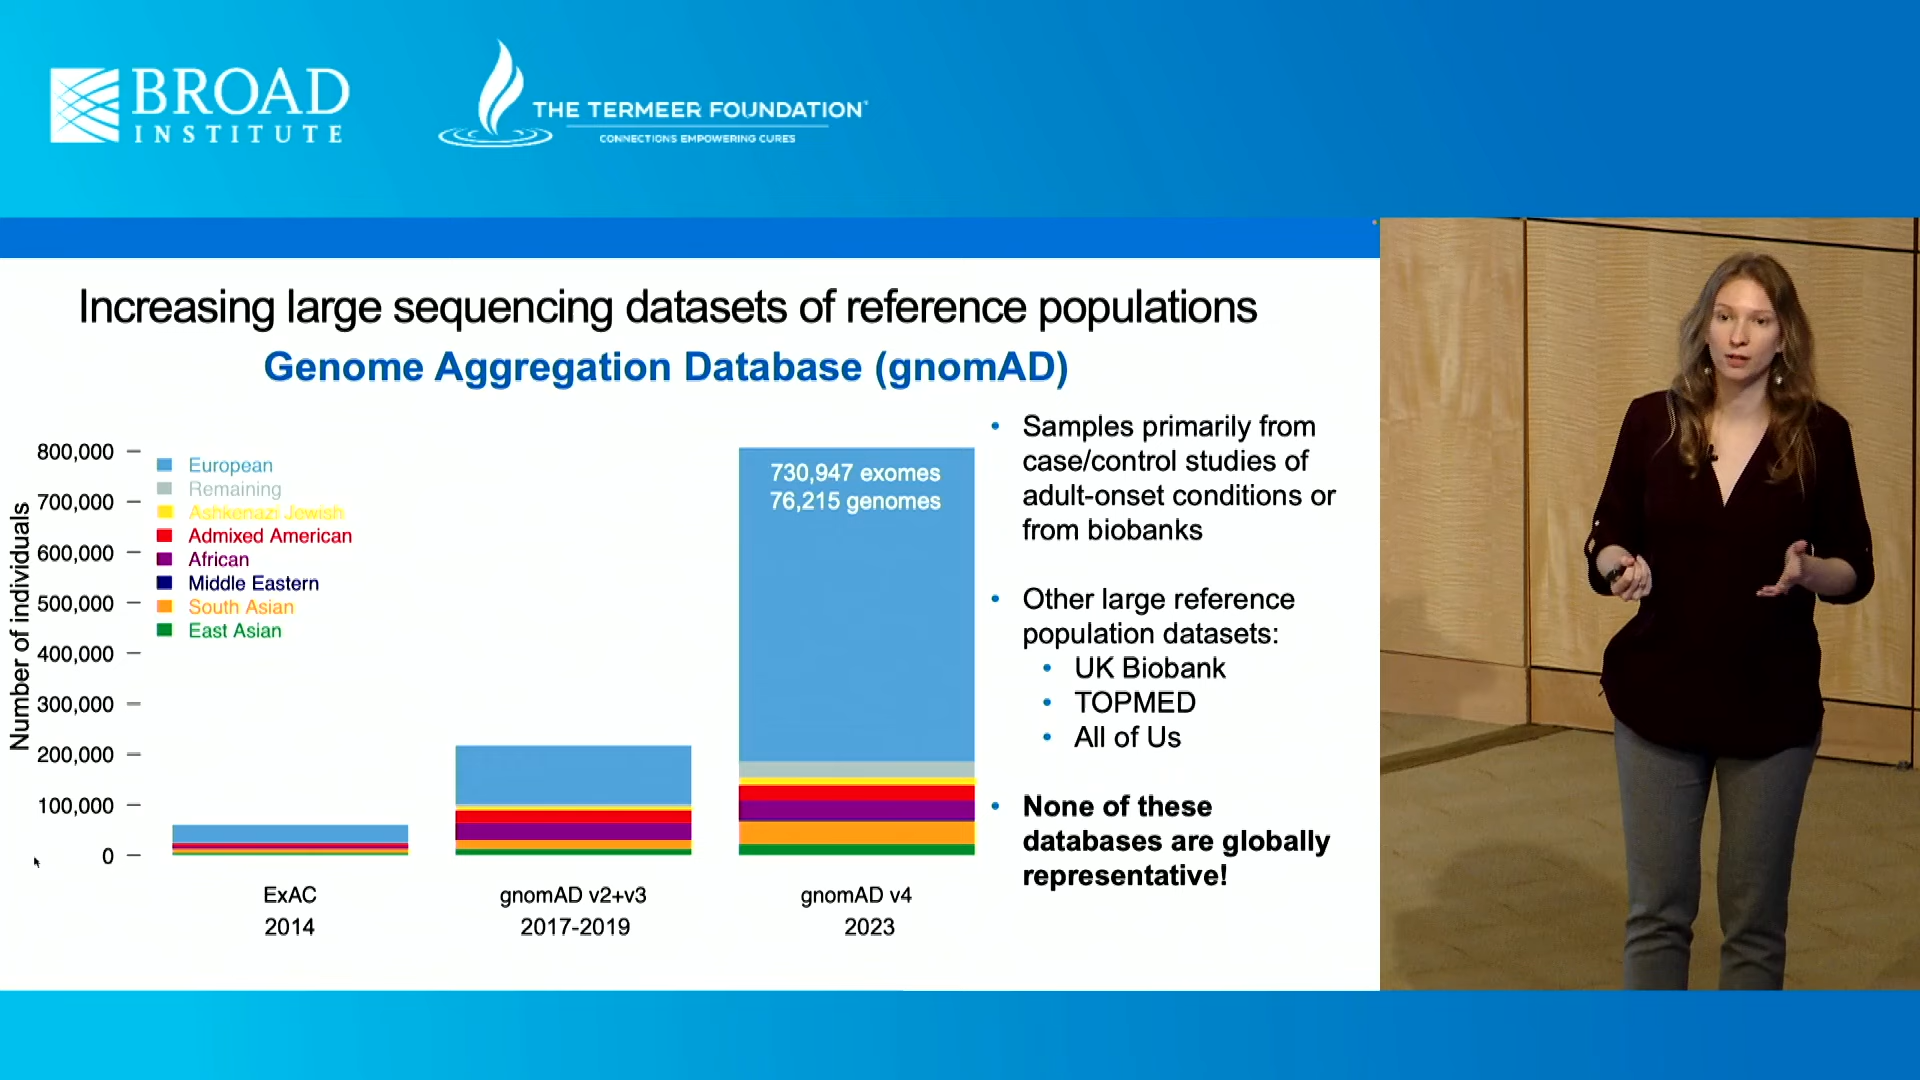 BROAD
INSTITUTE
THE TERMEER FOUNDATION
CONNECTIONS EMPOWERING CURES
Increasing large sequencing datasets of reference populations
Genome Aggregation Database (gnomAD)
Number of individuals
800,000
700,000
600,000
500,000
400,000
300,000
200,000
100,000
0
European
Remaining
Ashkenazi Jewish
Admixed American
African
Middle Eastern
South Asian
East Asian
730,947 exomes
76,215 genomes
ExAC
2014
gnomAD v2+v3
2017-2019
gnomAD v4
2023
• Samples primarily from
case/control studies of
adult-onset conditions or
from biobanks
• Other large reference
population datasets:
• UK Biobank
• TOPMED
• All of Us
• None of these
databases are globally
representative!